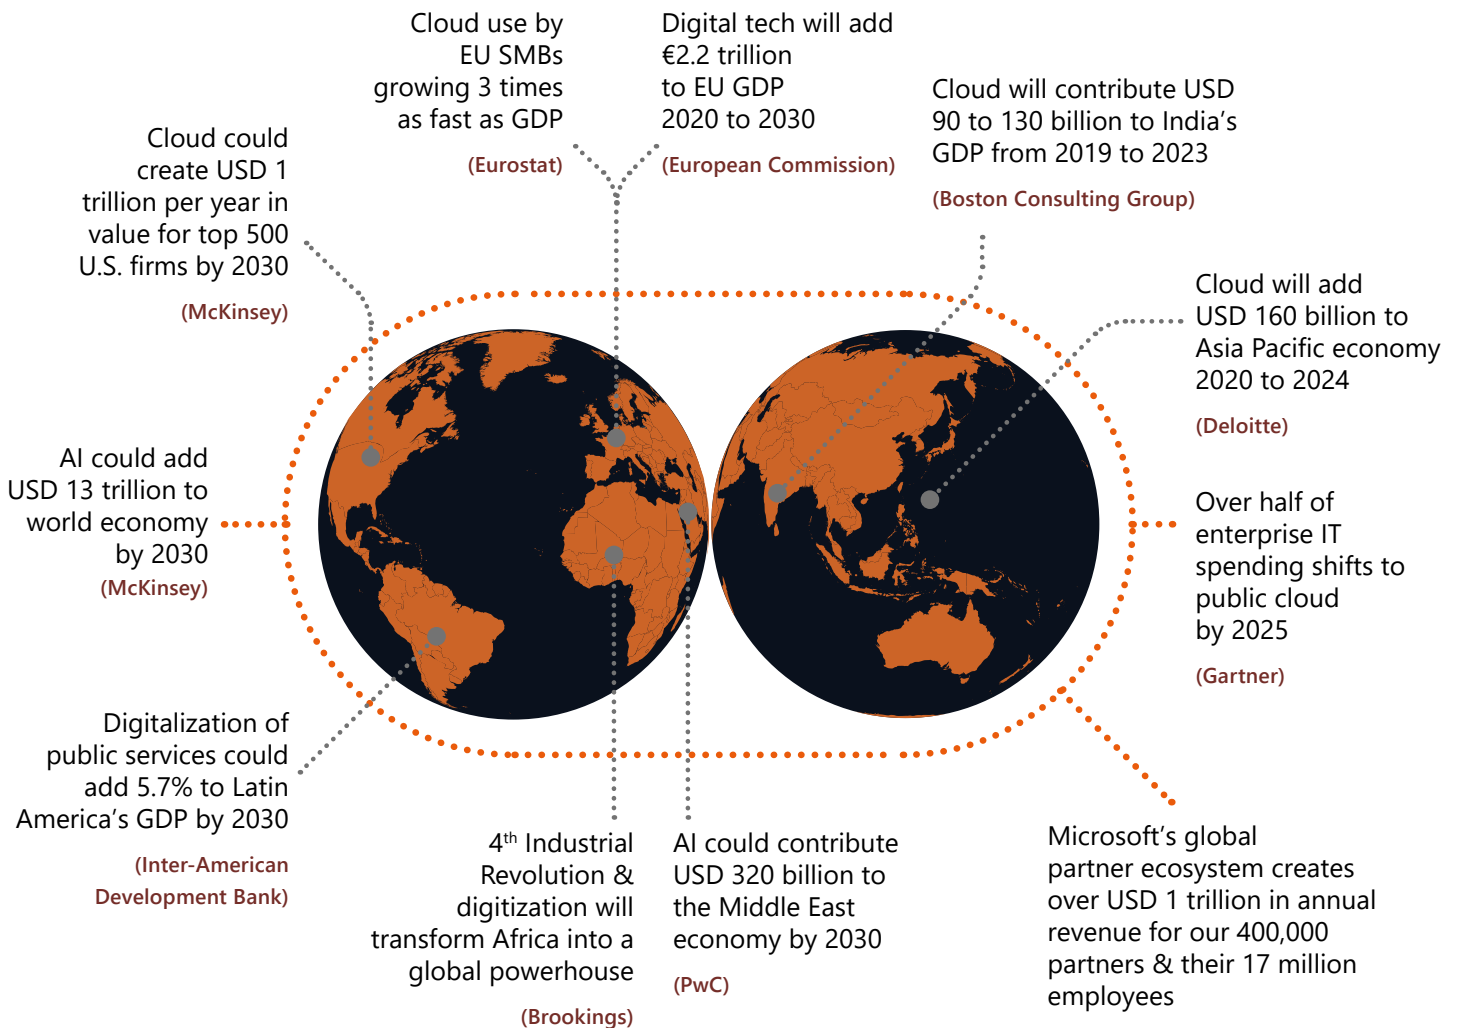 Cloud use by
EU SMBs
growing 3 times
as fast as GDP
(Eurostat)
Digital tech will add
€2.2 trillion
to EU GDP
2020 to 2030
(European Commission)
Cloud will contribute USD
90 to 130 billion to India’s
GDP from 2019 to 2023
(Boston Consulting Group)
Cloud could
create USD 1
trillion per year in
value for top 500
U.S. firms by 2030
(McKinsey)
Cloud will add
USD 160 billion to
Asia Pacific economy
2020 to 2024
(Deloitte)
AI could add
USD 13 trillion to
world economy
by 2030
(McKinsey)
Over half of
enterprise IT
spending shifts to
public cloud
by 2025
(Gartner)
Digitalization of
public services could
add 5.7% to Latin
America’s GDP by 2030
(Inter-American
Development Bank)
4th Industrial
Revolution &
digitization will
transform Africa into a
global powerhouse
(Brookings)
AI could contribute
USD 320 billion to
the Middle East
economy by 2030
(PwC)
Microsoft’s global
partner ecosystem creates
over USD 1 trillion in annual
revenue for our 400,000
partners & their 17 million
employees